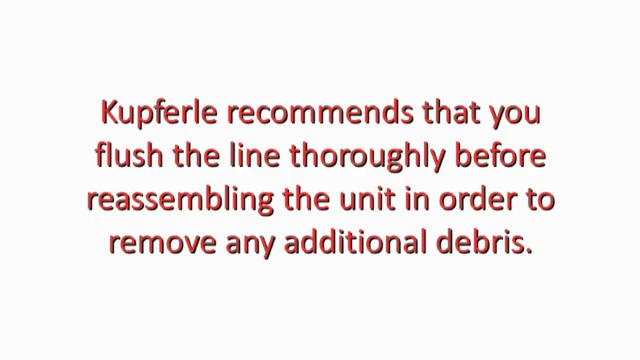 Kupferle recommends that you
flush the line thoroughly before
reassembling the unit in order to
remove any additional debris.